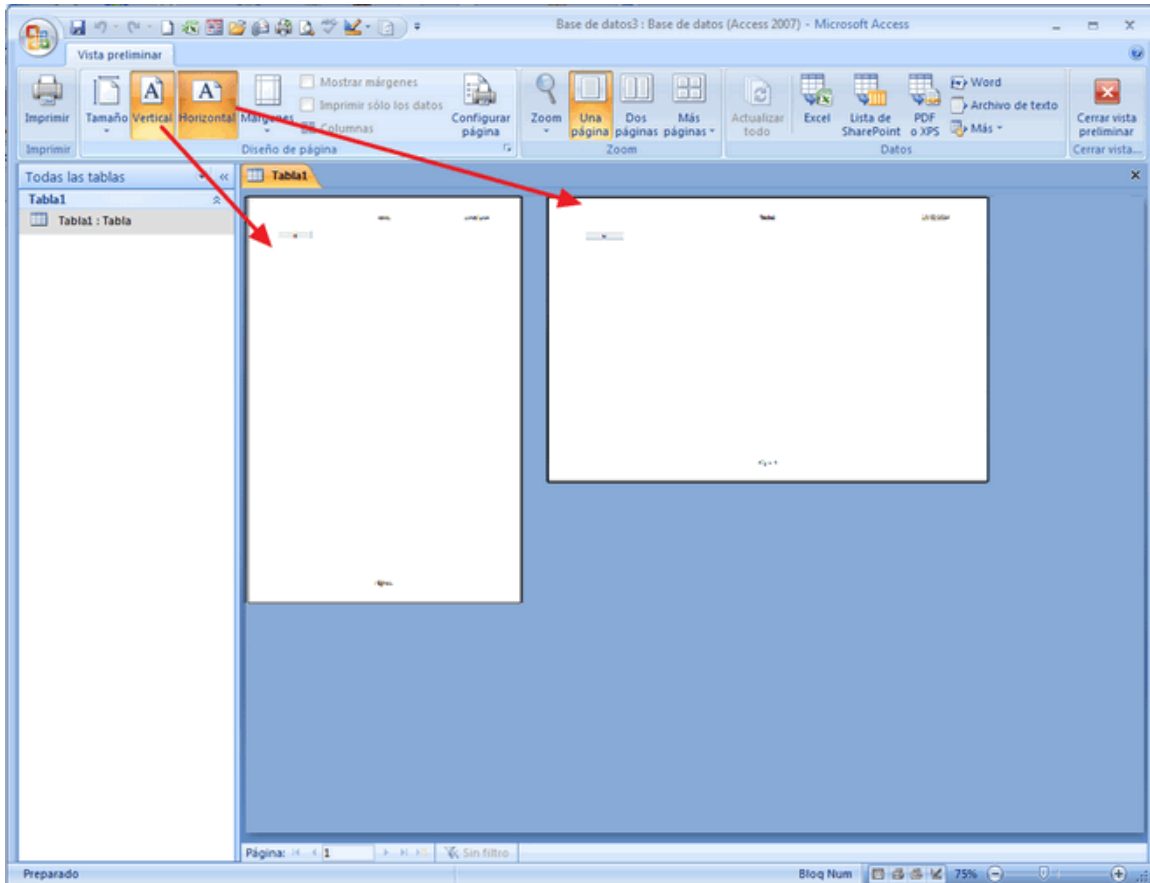 Base de datos3 : Base de datos (Access 2007) - Microsoft Access
Vista preliminar
Imprimir
Tamaño
Vertical
Horizontal
Márgenes
Mostrar márgenes
Imprimir sólo los datos
Columnas
Configurar
página
Zoom
Una
página
Dos
páginas
Más
páginas
Actualizar
todo
Excel
Lista de
SharePoint
PDF
o XPS
Word
Archivo de texto
Más
Cerrar vista
preliminar
Imprimir
Diseño de página
Zoom
Datos
Cerrar vista...
Todas las tablas
Tabla1
Tabla1
Tabla1 : Tabla
Página: 1
Sin filtro
Preparado
Bloq Num
75%